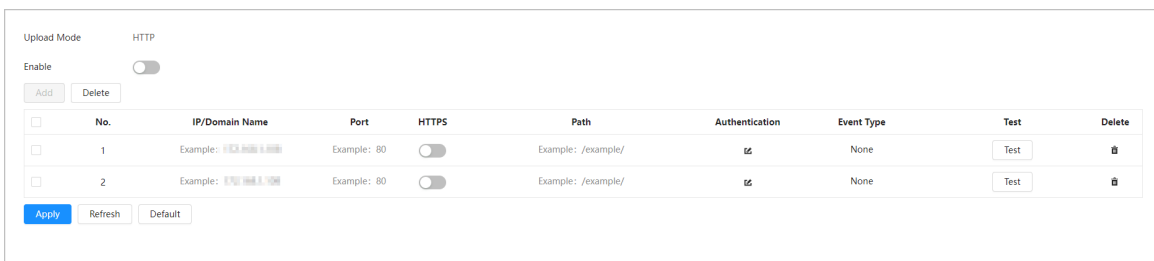 Upload Mode HTTP
Enable
Add Delete
No. IP/Domain Name Port HTTPS Path Authentication Event Type Test Delete
1 Example: Example: 80 Example: /example/ None Test
2 Example: Example: 80 Example: /example/ None Test
Apply Refresh Default